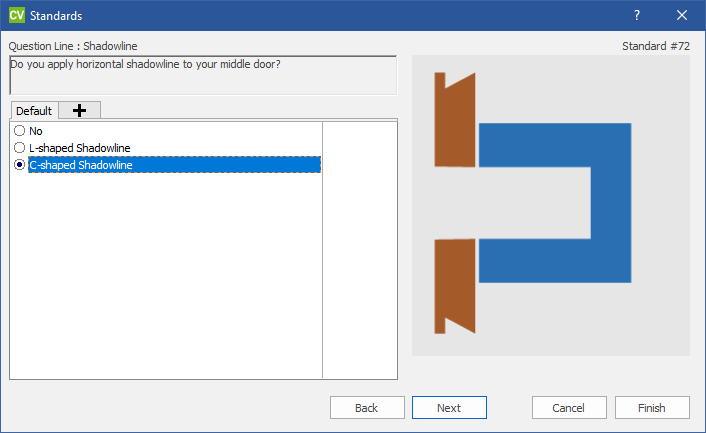 CV Standards ?
Question Line : Shadowline Standard #72
Do you apply horizontal shadowline to your middle door?
Default
No
L-shaped Shadowline
C-shaped Shadowline
Back Next Cancel Finish